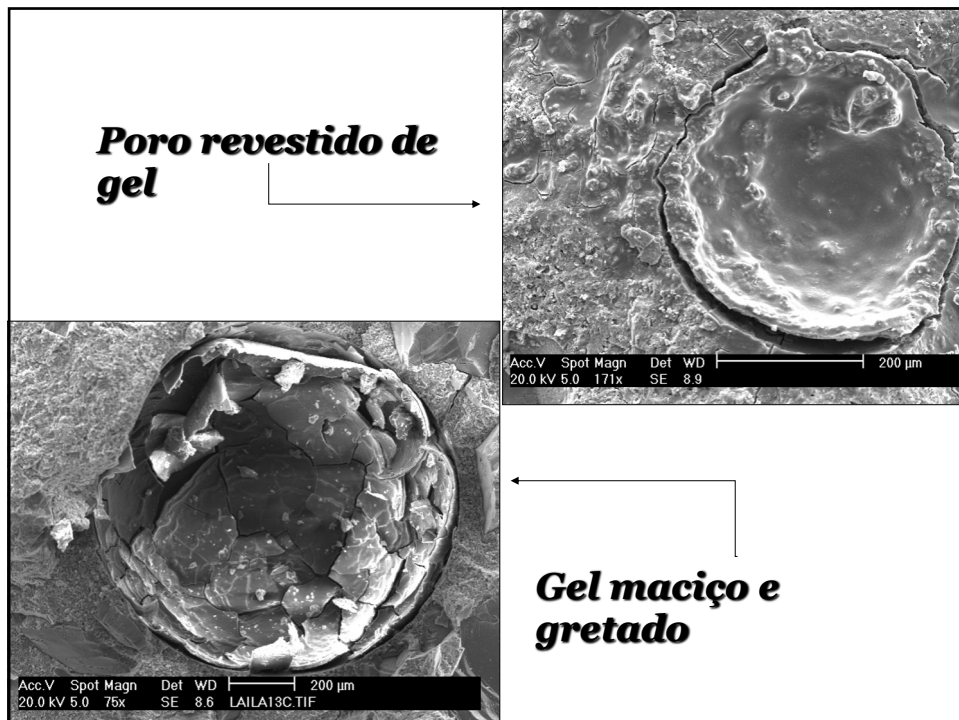 Poro revestido de
gel
Acc.V Spot Magn Det WD 200 µm
20.0 kV 5.0 171x SE 8.9
Acc.V Spot Magn Det WD 200 µm
20.0 kV 5.0 75x SE 8.6 LAILA13C.TIF
Gel maciço e
gretado